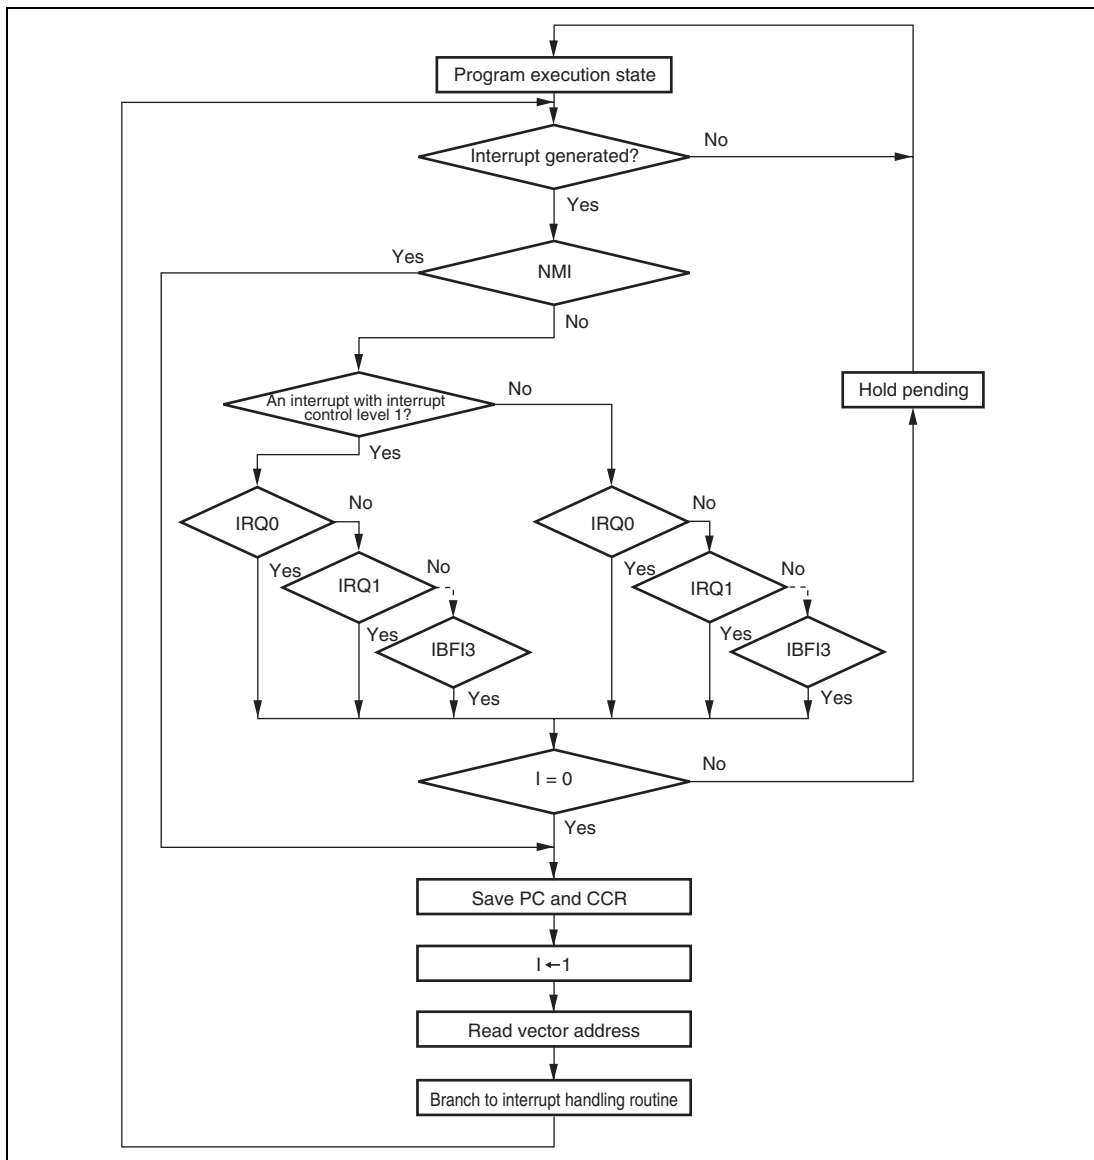 Program execution state
Interrupt generated?
No
Yes
Yes
NMI
No
An interrupt with interrupt
control level 1?
No
Hold pending
Yes
IRQ0
No
IRQ0
No
Yes
IRQ1
No
Yes
IRQ1
No
Yes
IBFI3
Yes
IBFI3
Yes
Yes
I = 0
No
Yes
Save PC and CCR
I ←1
Read vector address
Branch to interrupt handling routine